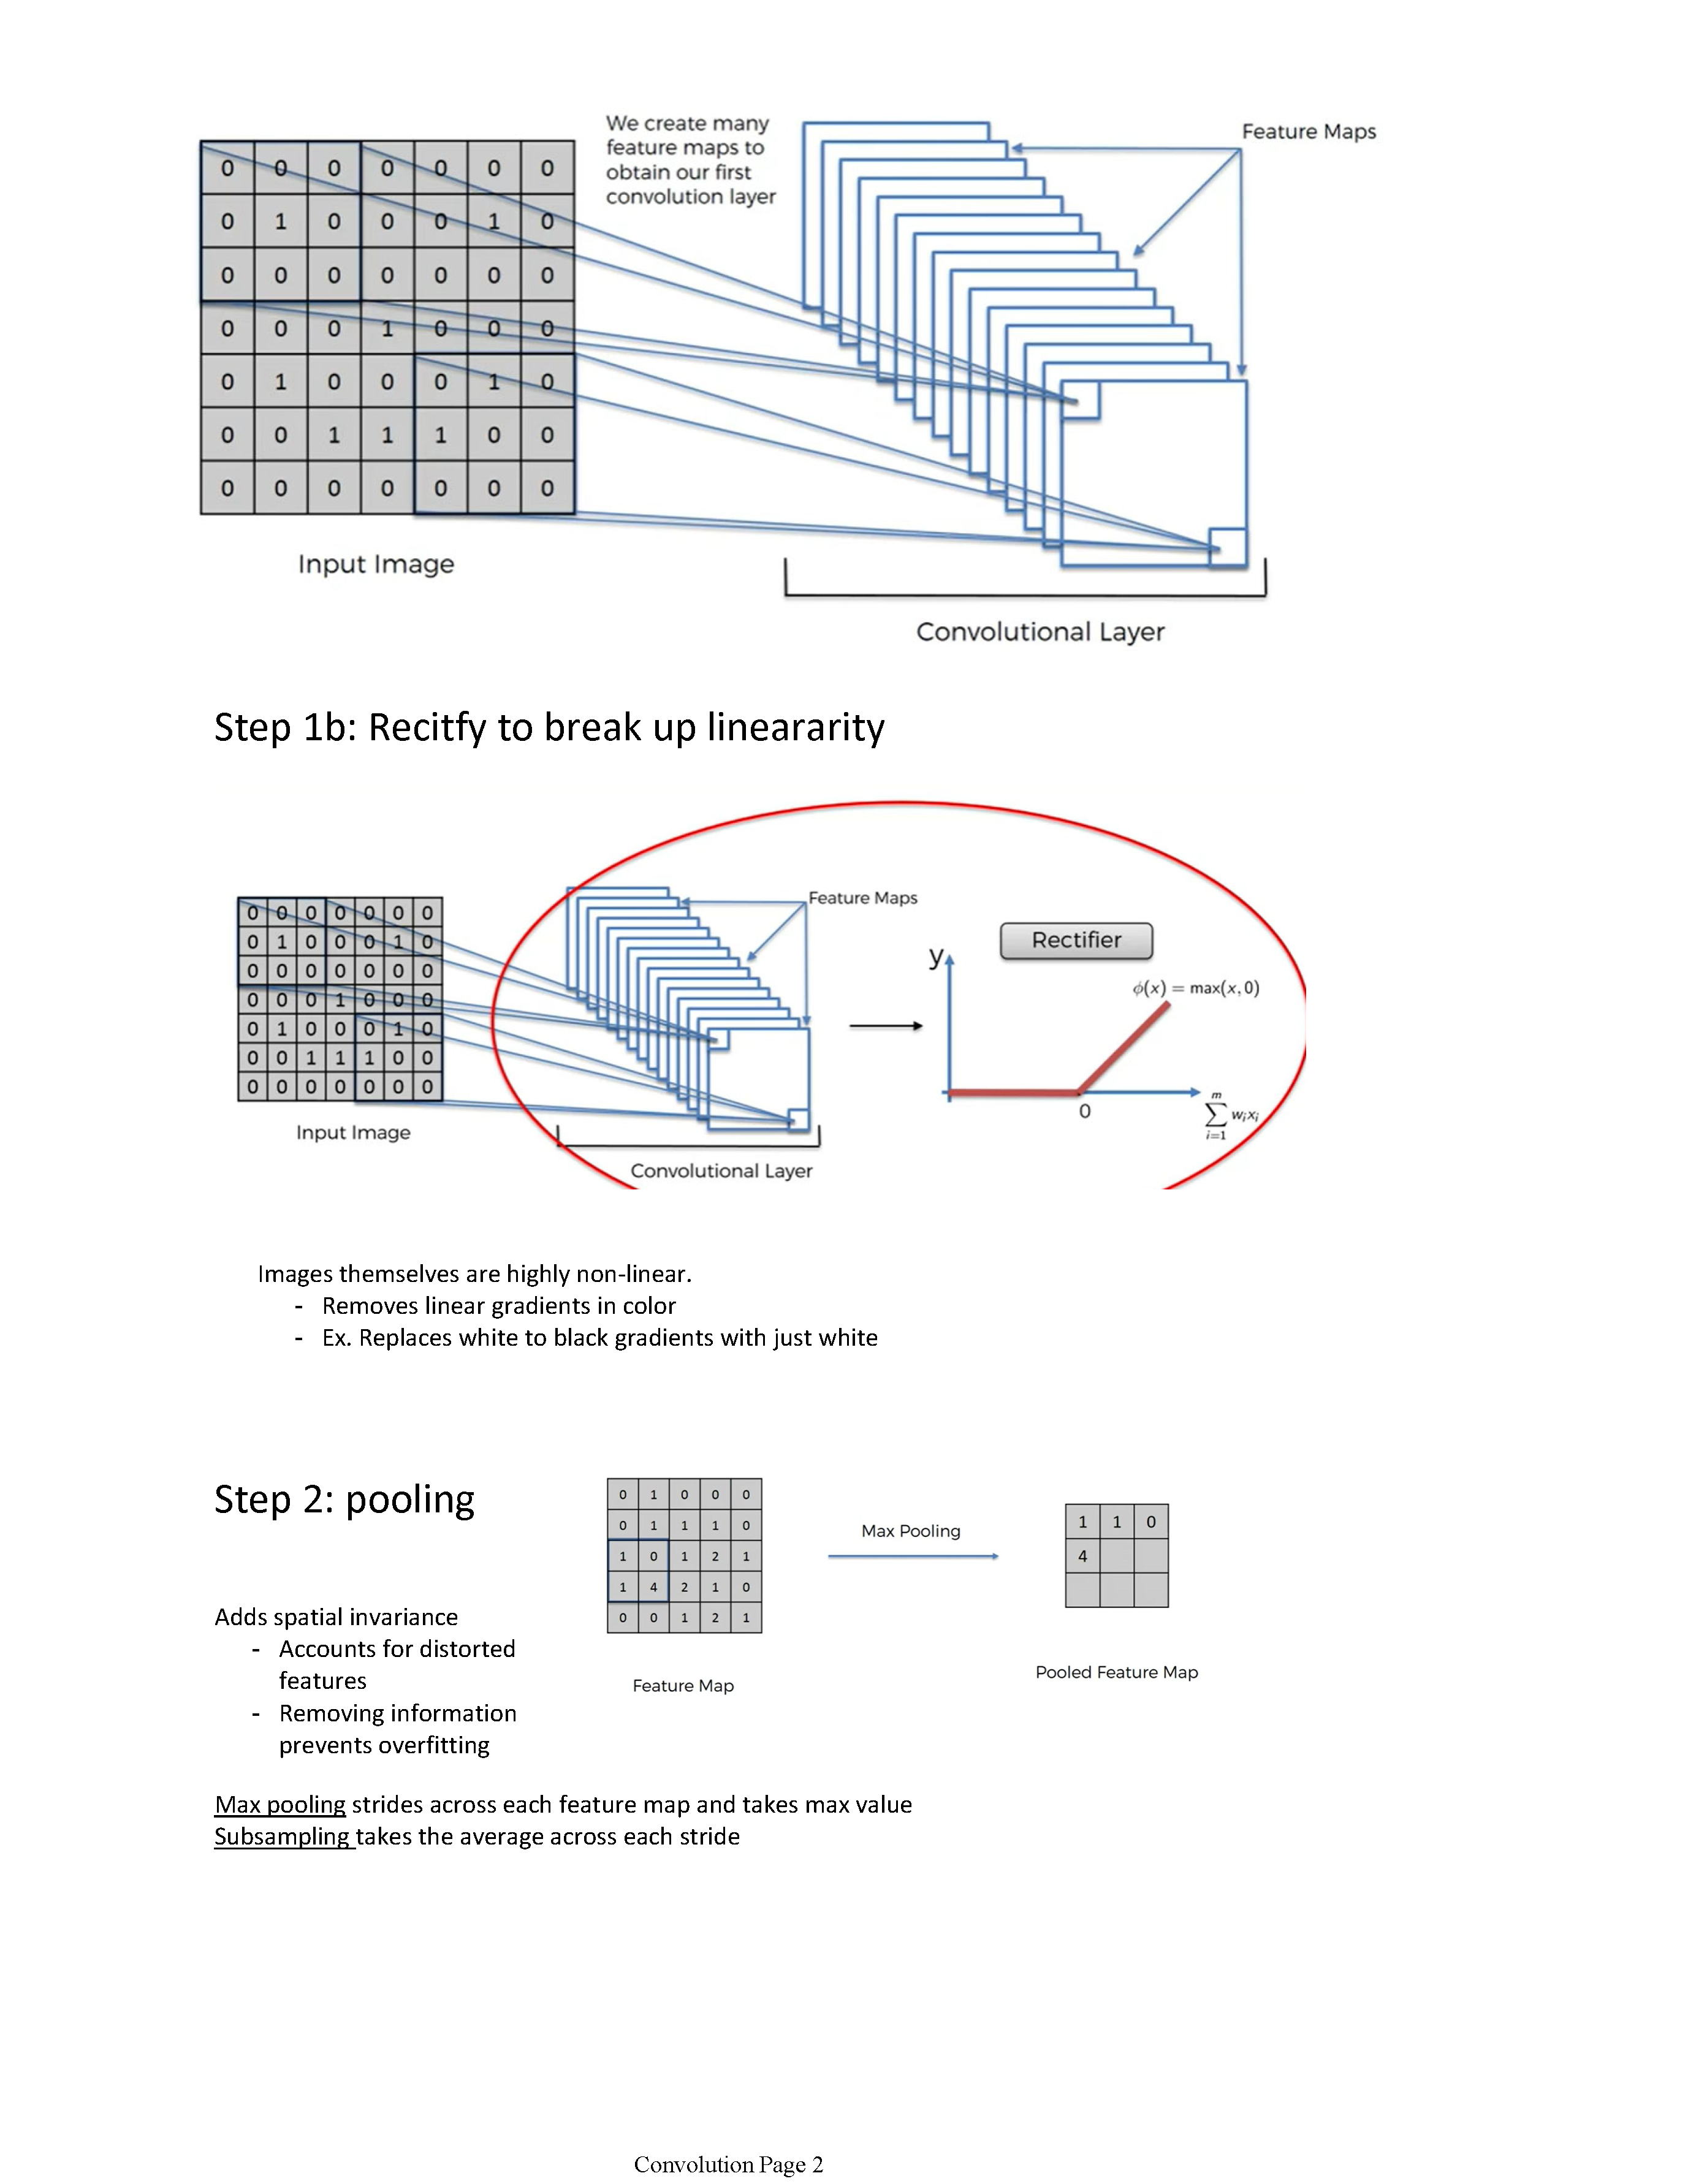 We create many
feature maps to
obtain our first
convolution layer
Feature Maps
0 0 0 0 0 0 0
0 1 0 0 0 1 0
0 0 0 0 0 0 0
0 0 0 1 0 0 0
0 1 0 0 0 1 0
0 0 1 1 1 0 0
0 0 0 0 0 0 0
Input Image
Convolutional Layer
Step 1b: Recitfy to break up lineararity
0 0 0 0 0 0 0
0 1 0 0 0 1 0
0 0 0 0 0 0 0
0 0 0 1 0 0 0
0 1 0 0 0 1 0
0 0 1 1 1 0 0
0 0 0 0 0 0 0
Input Image
Feature Maps
Convolutional Layer
Rectifier
y
ϕ(x) = max(x, 0)
0
m
∑ wᵢxᵢ
i=1
Images themselves are highly non-linear.
- Removes linear gradients in color
- Ex. Replaces white to black gradients with just white
Step 2: pooling
0 1 0 0 0
0 1 1 1 0
1 0 1 2 1
1 4 2 1 0
0 0 1 2 1
Feature Map
Max Pooling
1 1 0
4
Pooled Feature Map
Adds spatial invariance
- Accounts for distorted
features
- Removing information
prevents overfitting
Max pooling strides across each feature map and takes max value
Subsampling takes the average across each stride
Convolution Page 2